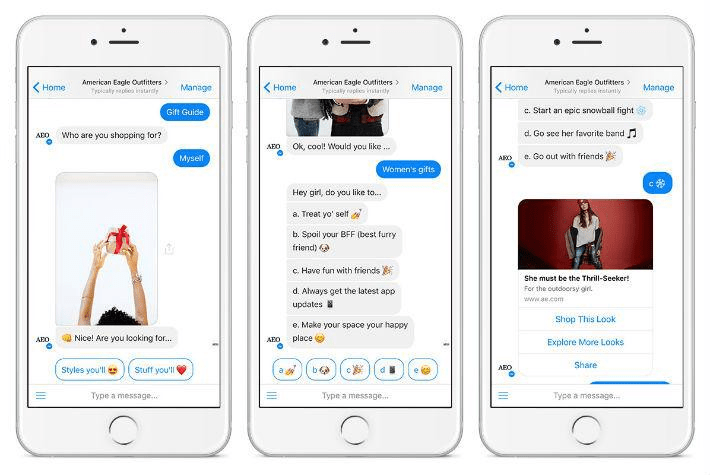 Home
American Eagle Outfitters >
Typically replies instantly
Manage
Gift Guide
AEO
Who are you shopping for?
Myself
AEO
👊 Nice! Are you looking for...
AEO
Styles you'll 😍
Stuff you'll ❤️
Type a message...
Home
American Eagle Outfitters >
Typically replies instantly
Manage
AEO
Ok, cool! Would you like ...
Women's gifts
Hey girl, do you like to...
a. Treat yo' self 💅
b. Spoil your BFF (best furry
friend) 🐶
c. Have fun with friends 🎉
d. Always get the latest app
updates 📱
e. Make your space your happy
place 😊
AEO
AEO
a 💅
b 🐶
c 🎉
d 📱
e 😊
Type a message...
Home
American Eagle Outfitters >
Typically replies instantly
Manage
c. Start an epic snowball fight ❄️
d. Go see her favorite band 🎵
e. Go out with friends 🎉
AEO
c ❄️
She must be the Thrill-Seeker!
For the outdoorsy girl.
www.ae.com
Shop This Look
Explore More Looks
Share
AEO
Type a message...